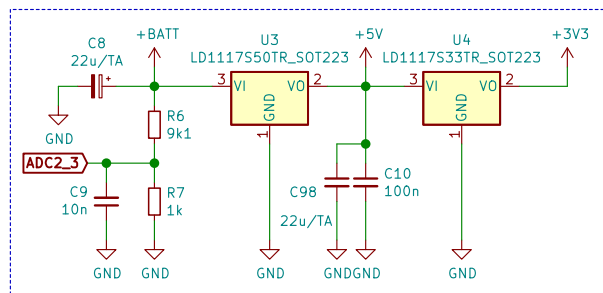 C8
22u/TA
+
GND
+BATT
U3
LD1117S50TR_SOT223
3 VI VO 2
GND
1
GND
+5V
U4
LD1117S33TR_SOT223
3 VI VO 2
GND
1
GND
+3V3
R6
9k1
ADC2_3
C9
10n
GND
R7
1k
GND
C98
22u/TA
GND
C10
100n
GND